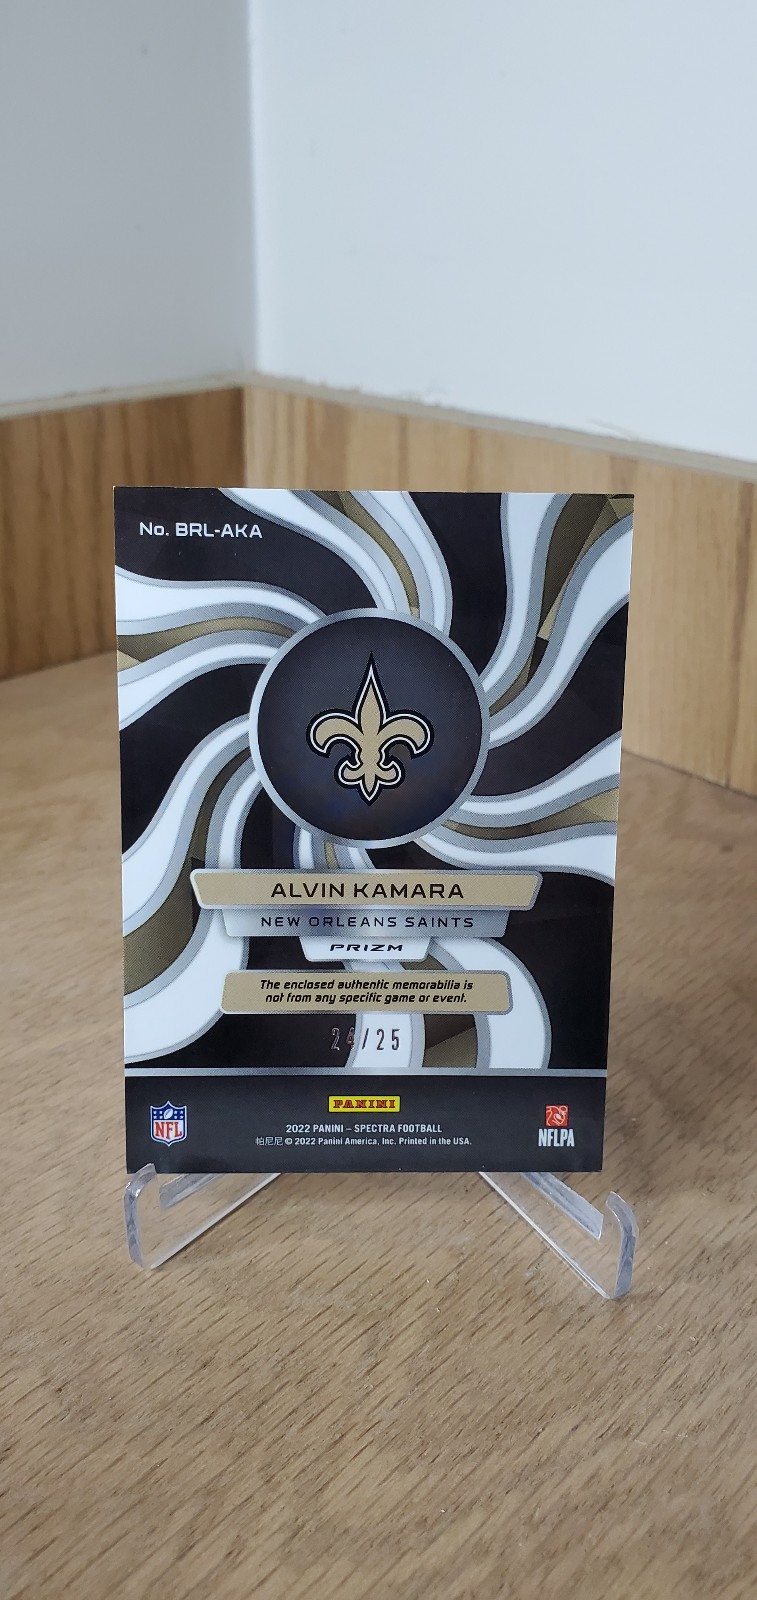 No. BRL-AKA
ALVIN KAMARA
NEW ORLEANS SAINTS
PRIZM
The enclosed authentic memorabilia is
not from any specific game or event.
24/25
PANINI
2022 PANINI – SPECTRA FOOTBALL
帕尼尼 © 2022 Panini America, Inc. Printed in the USA.
NFL
NFLPA